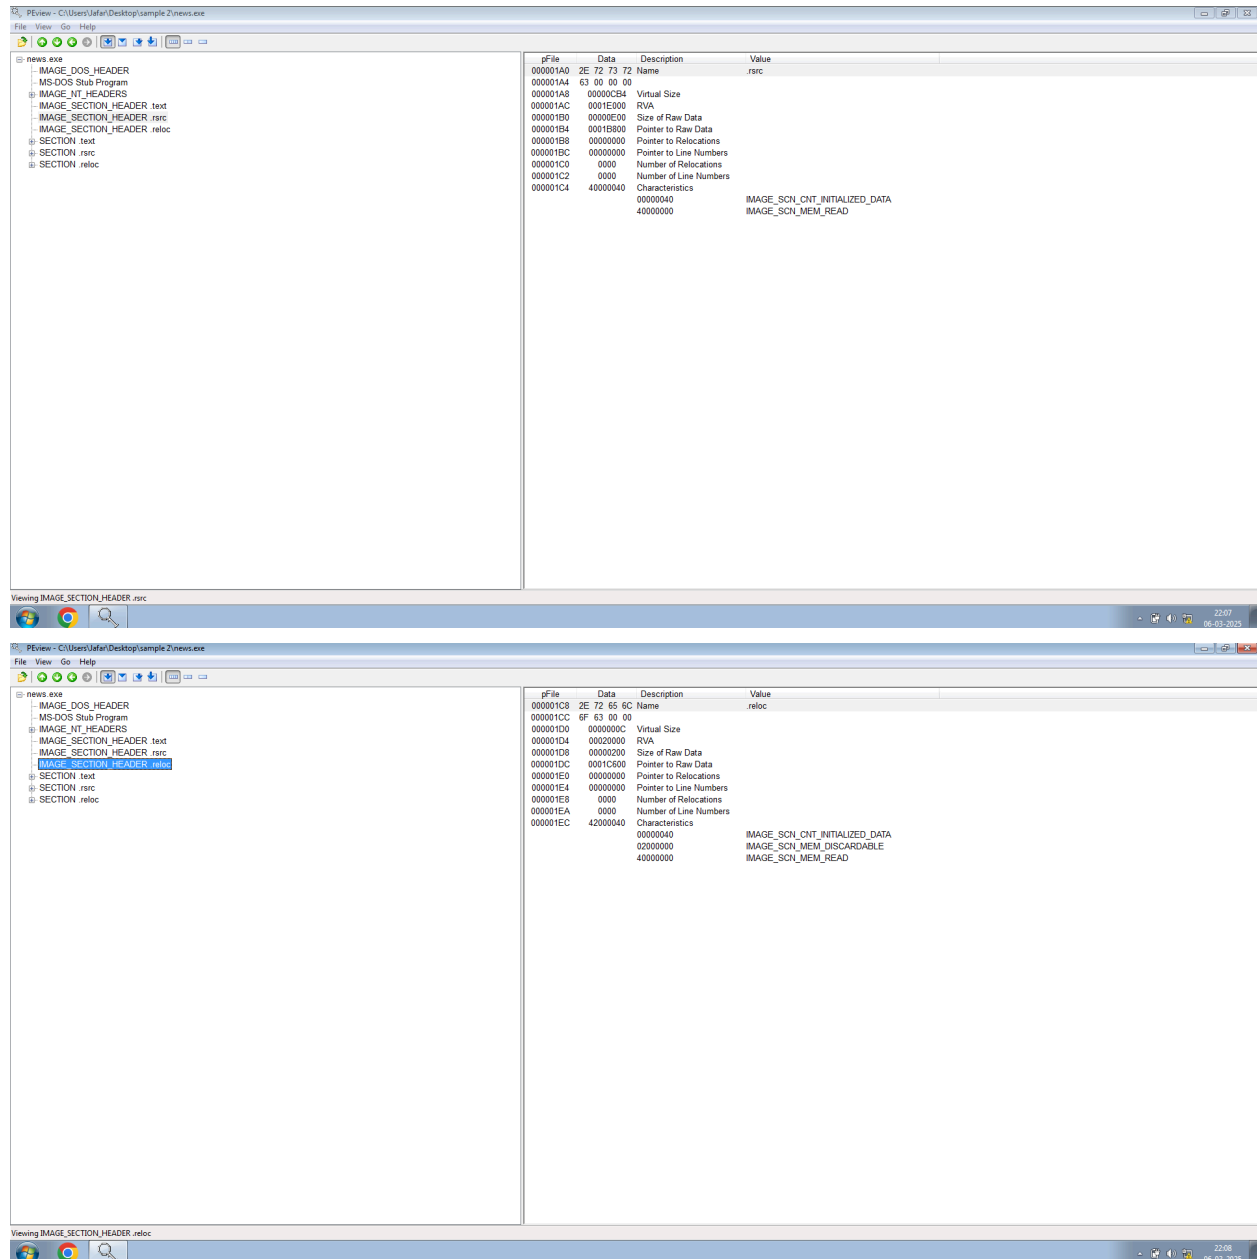 PEview - C:\Users\Jafar\Desktop\sample 2\news.exe
File View Go Help
news.exe
IMAGE_DOS_HEADER
MS-DOS Stub Program
IMAGE_NT_HEADERS
IMAGE_SECTION_HEADER .text
IMAGE_SECTION_HEADER .rsrc
IMAGE_SECTION_HEADER .reloc
SECTION .text
SECTION .rsrc
SECTION .reloc
pFile Data Description Value
000001A0 2E 72 73 72 Name .rsrc
000001A4 63 00 00 00
000001A8 00000CB4 Virtual Size
000001AC 0001E000 RVA
000001B0 00000E00 Size of Raw Data
000001B4 0001B800 Pointer to Raw Data
000001B8 00000000 Pointer to Relocations
000001BC 00000000 Pointer to Line Numbers
000001C0 0000 Number of Relocations
000001C2 0000 Number of Line Numbers
000001C4 40000040 Characteristics
00000040 IMAGE_SCN_CNT_INITIALIZED_DATA
40000000 IMAGE_SCN_MEM_READ
Viewing IMAGE_SECTION_HEADER .rsrc
22:07
06-03-2025
PEview - C:\Users\Jafar\Desktop\sample 2\news.exe
File View Go Help
news.exe
IMAGE_DOS_HEADER
MS-DOS Stub Program
IMAGE_NT_HEADERS
IMAGE_SECTION_HEADER .text
IMAGE_SECTION_HEADER .rsrc
IMAGE_SECTION_HEADER .reloc
SECTION .text
SECTION .rsrc
SECTION .reloc
pFile Data Description Value
000001C8 2E 72 65 6C Name .reloc
000001CC 6F 63 00 00
000001D0 0000000C Virtual Size
000001D4 00020000 RVA
000001D8 00000200 Size of Raw Data
000001DC 0001C600 Pointer to Raw Data
000001E0 00000000 Pointer to Relocations
000001E4 00000000 Pointer to Line Numbers
000001E8 0000 Number of Relocations
000001EA 0000 Number of Line Numbers
000001EC 42000040 Characteristics
00000040 IMAGE_SCN_CNT_INITIALIZED_DATA
02000000 IMAGE_SCN_MEM_DISCARDABLE
40000000 IMAGE_SCN_MEM_READ
Viewing IMAGE_SECTION_HEADER .reloc
22:08
06-03-2025